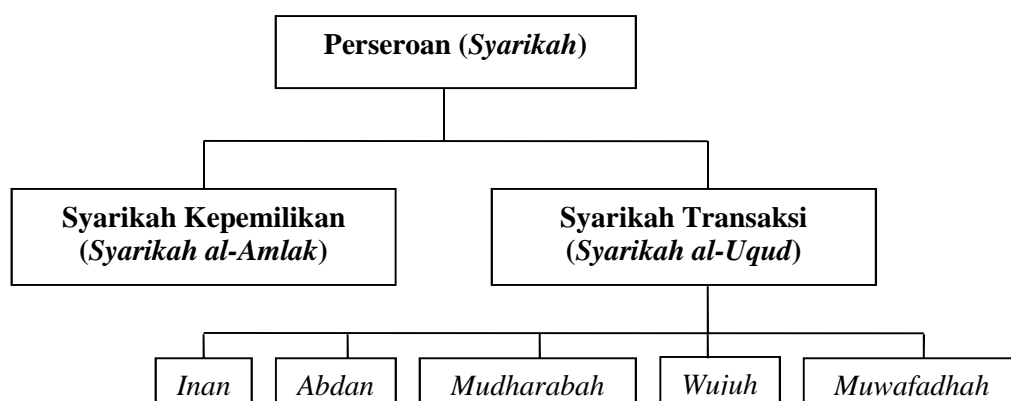 Perseroan (Syarikah)
Syarikah Kepemilikan
(Syarikah al-Amlak)
Syarikah Transaksi
(Syarikah al-Uqud)
Inan
Abdan
Mudharabah
Wujuh
Muwafadhah